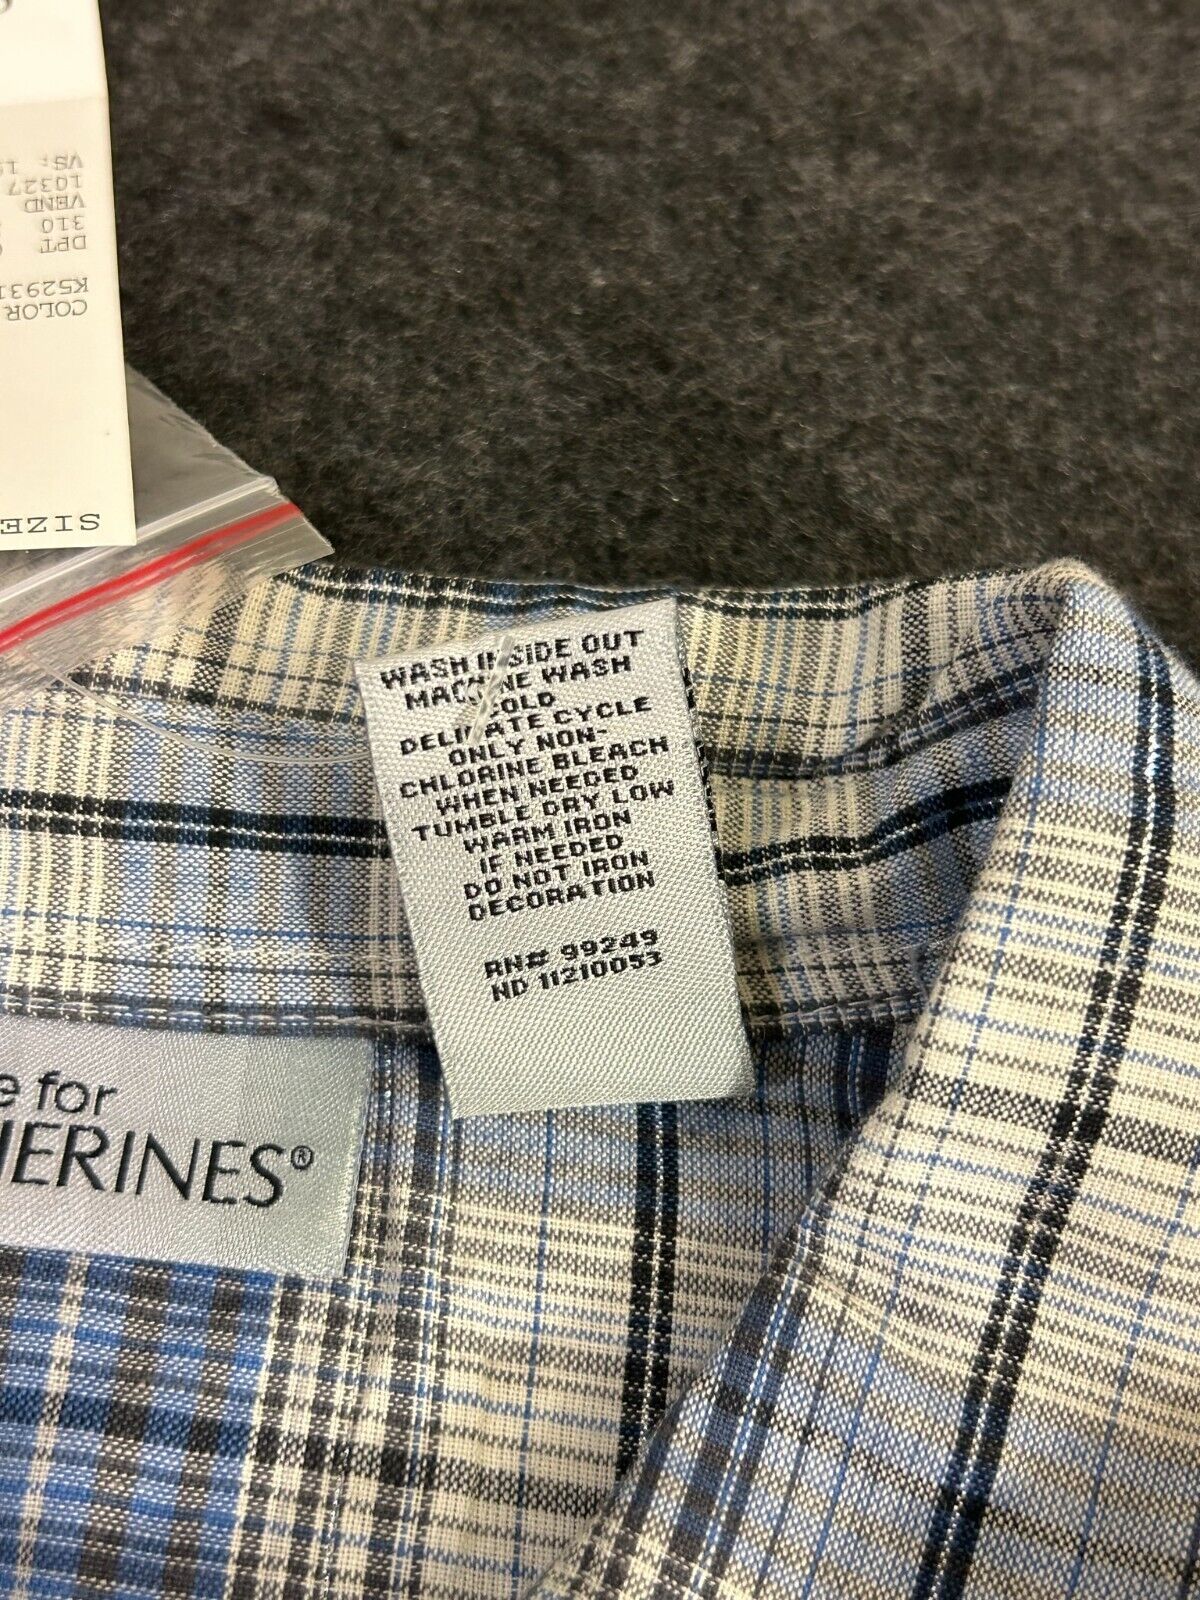 WASH INSIDE OUT
MACHINE WASH
COLD
DELICATE CYCLE
ONLY NON-
CHLORINE BLEACH
WHEN NEEDED
TUMBLE DRY LOW
WARM IRON
IF NEEDED
DO NOT IRON
DECORATION
RN# 99249
ND 11210053
e for
HERINES®
SIZE
COLOR
K52931
DPT
310
VEND
10327
VS: